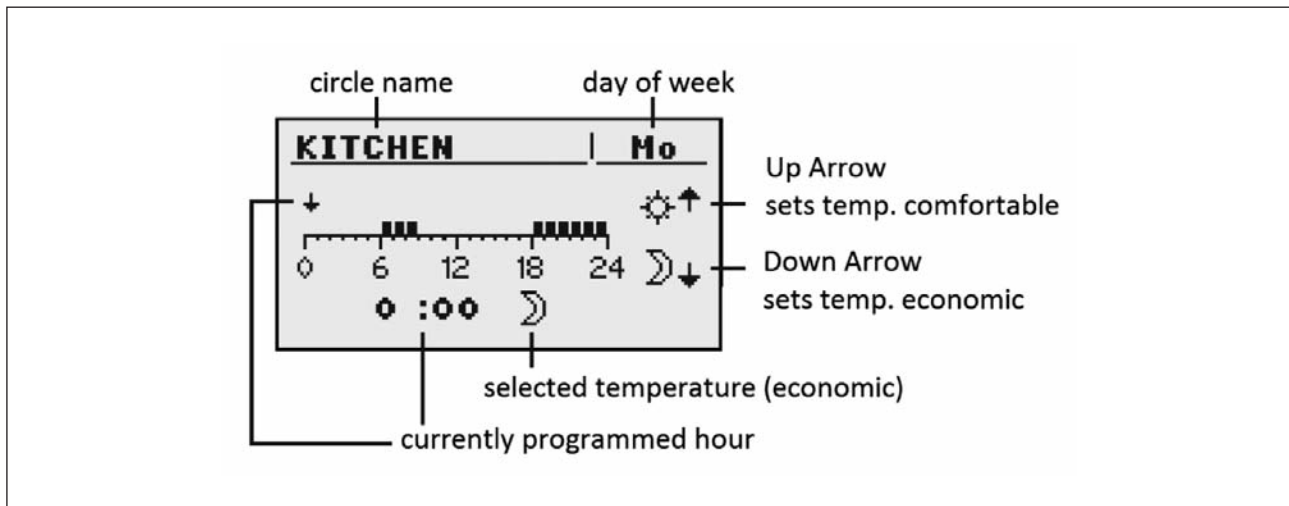 circle name
day of week
KITCHEN
Mo
Up Arrow
sets temp. comfortable
0 6 12 18 24
Down Arrow
sets temp. economic
0 :00
selected temperature (economic)
currently programmed hour